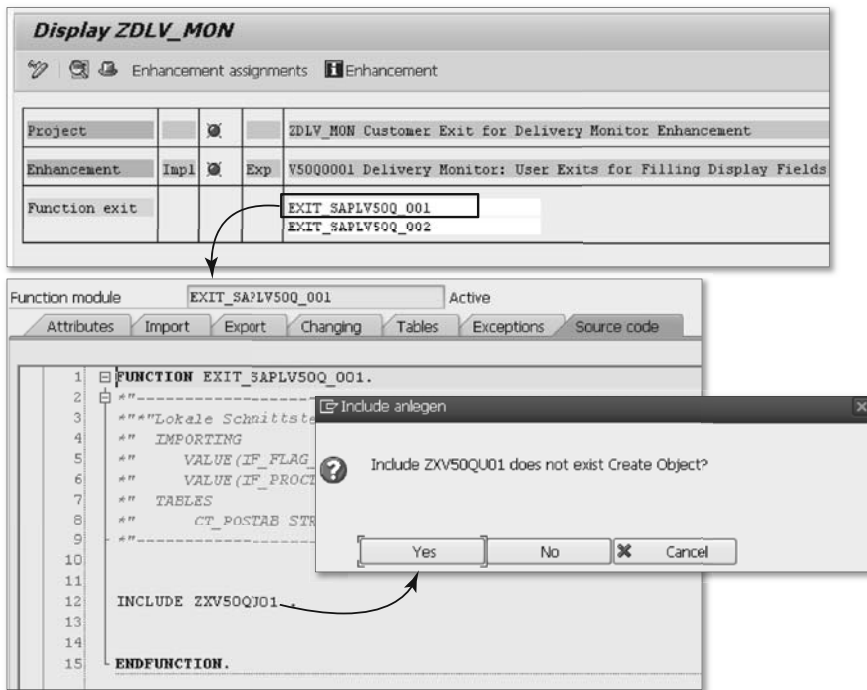 Display ZDLV_MON
Enhancement assignments Enhancement
Project ZDLV_MON Customer Exit for Delivery Monitor Enhancement
Enhancement Impl Exp V50Q0001 Delivery Monitor: User Exits for Filling Display Fields
Function exit EXIT_SAPLV50Q_001
EXIT_SAPLV50Q_002
Function module EXIT_SAPLV50Q_001 Active
Attributes Import Export Changing Tables Exceptions Source code
1 FUNCTION EXIT_SAPLV50Q_001.
2 *"----------------------
3 *"*"Lokale Schnittste
4 *" IMPORTING
5 *" VALUE(IF_FLAG_
6 *" VALUE(IF_PROCI
7 *" TABLES
8 *" CT_POSTAB STR
9 *"----------------------
10
11
12 INCLUDE ZXV50QU01 .
13
14
15 ENDFUNCTION.
Include anlegen
Include ZXV50QU01 does not exist Create Object?
Yes No Cancel